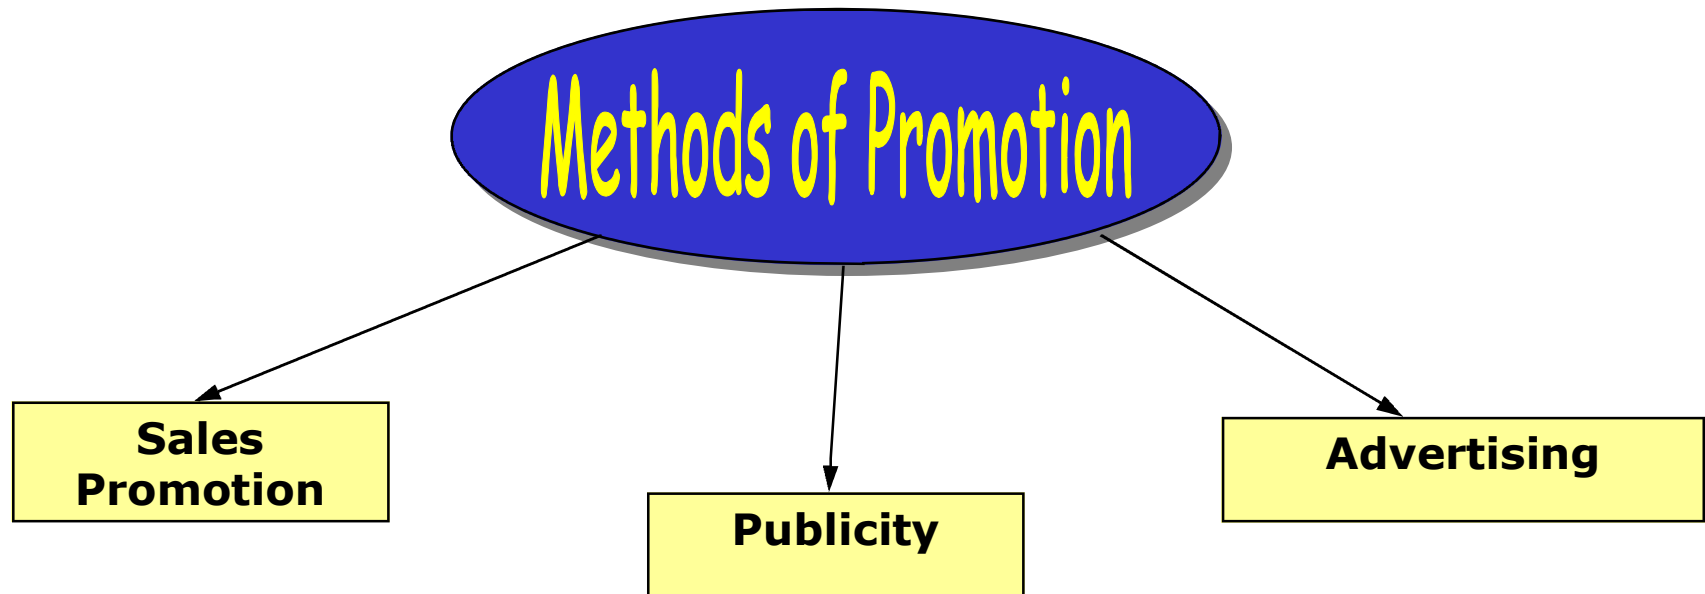 Methods of Promotion
Sales
Promotion
Publicity
Advertising